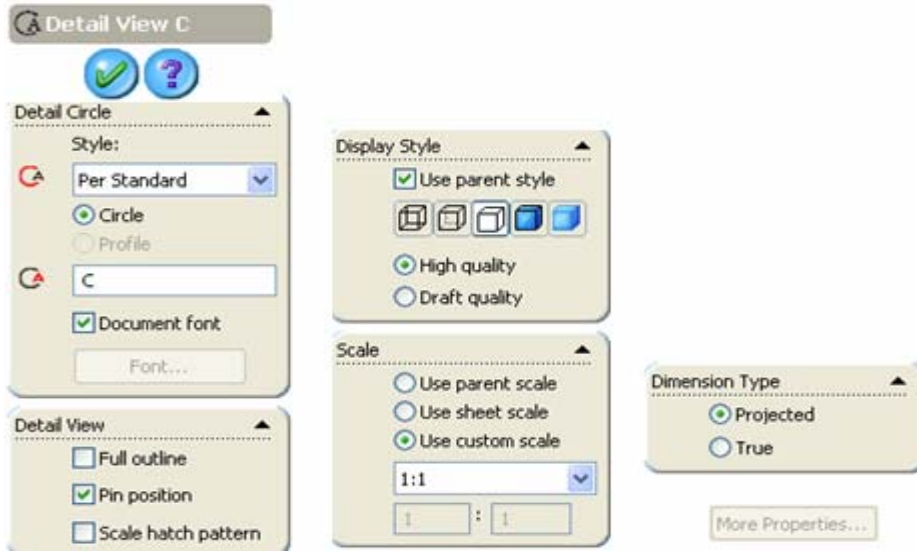 Detail View C
Detail Circle
Style:
Per Standard
Circle
Profile
C
Document font
Font...
Detail View
Full outline
Pin position
Scale hatch pattern
Display Style
Use parent style
High quality
Draft quality
Scale
Use parent scale
Use sheet scale
Use custom scale
1:1
1 : 1
Dimension Type
Projected
True
More Properties...